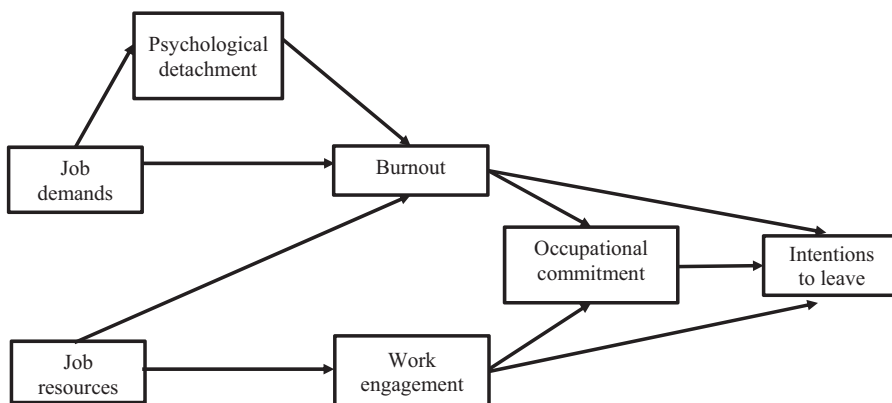 Psychological
detachment
Job
demands
Burnout
Occupational
commitment
Intentions
to leave
Job
resources
Work
engagement